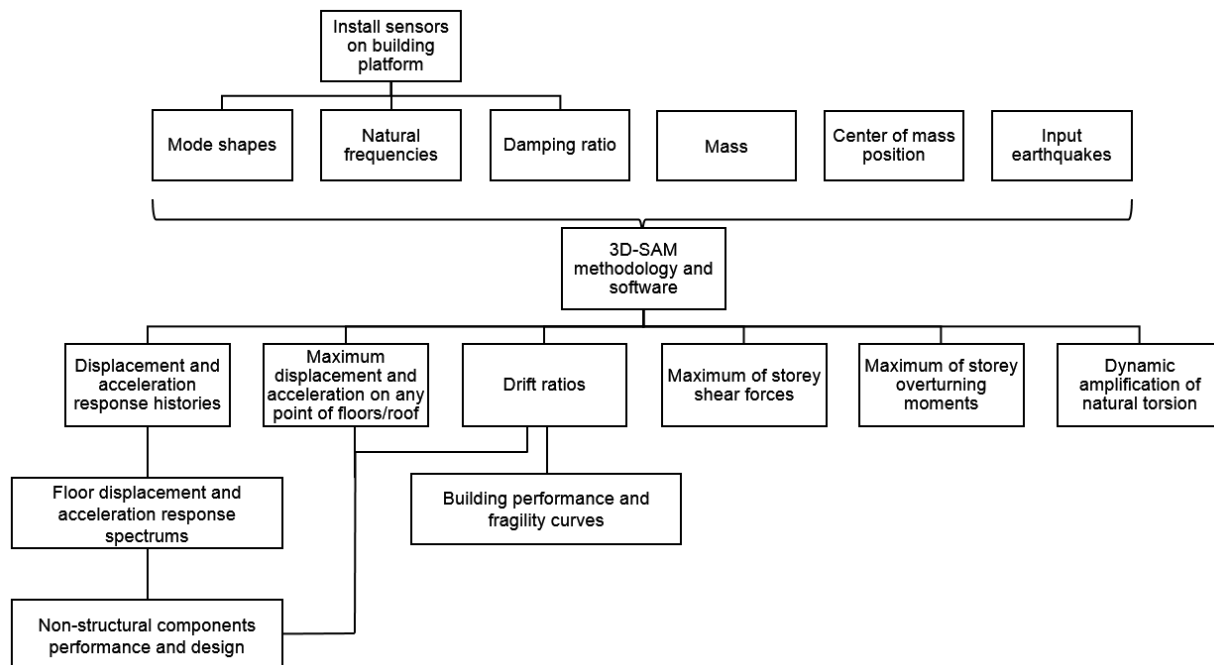 Install sensors
on building
platform
Mode shapes
Natural
frequencies
Damping ratio
Mass
Center of mass
position
Input
earthquakes
3D-SAM
methodology and
software
Displacement and
acceleration
response histories
Maximum
displacement and
acceleration on any
point of floors/roof
Drift ratios
Maximum of storey
shear forces
Maximum of storey
overturning
moments
Dynamic
amplification of
natural torsion
Floor displacement and
acceleration response
spectrums
Building performance and
fragility curves
Non-structural components
performance and design